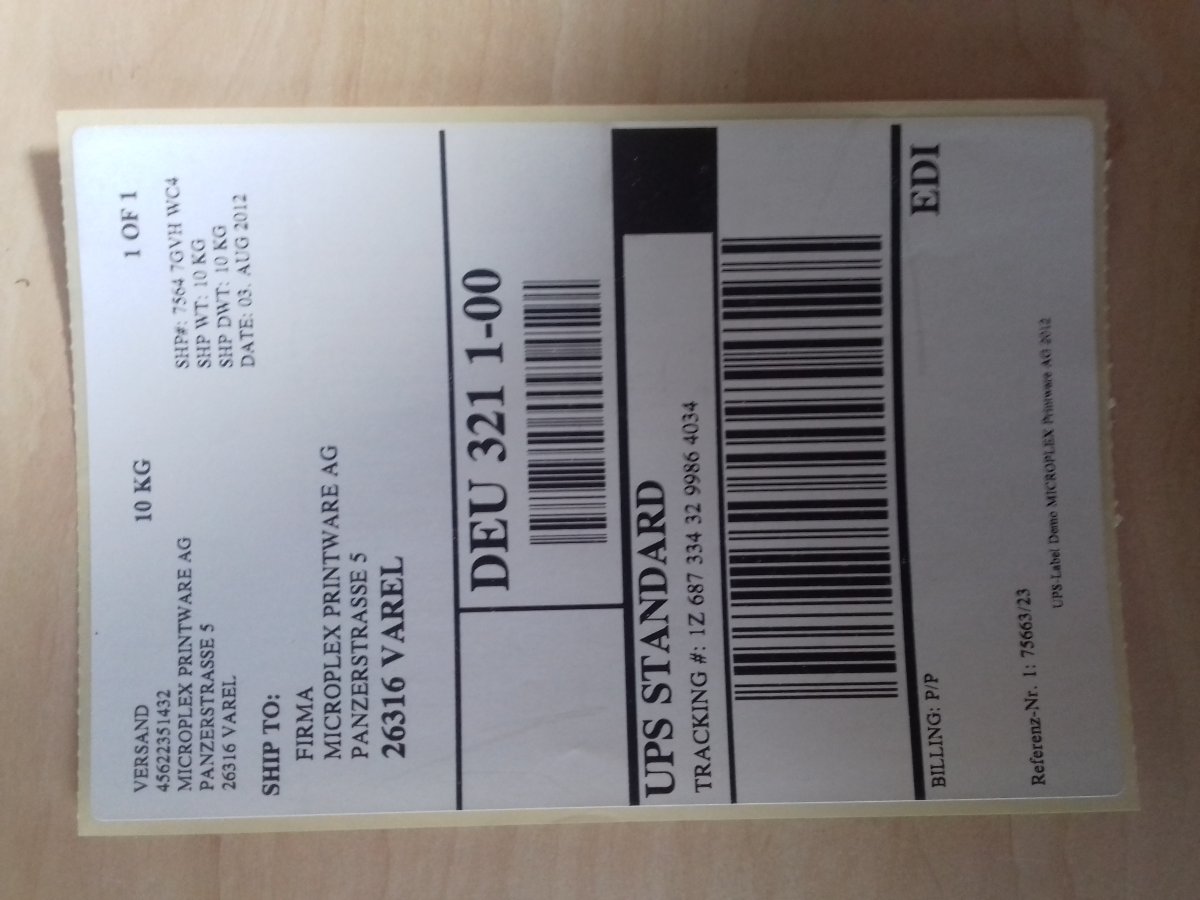 VERSAND
45622351432
MICROPLEX PRINTWARE AG
PANZERSTRASSE 5
26316 VAREL
10 KG
1 OF 1
SHP#: 7564 7GVH WC4
SHP WT: 10 KG
SHP DWT: 10 KG
DATE: 03. AUG 2012
SHIP TO:
FIRMA
MICROPLEX PRINTWARE AG
PANZERSTRASSE 5
26316 VAREL
DEU 321 1-00
UPS STANDARD
TRACKING #: 1Z 687 334 32 9986 4034
BILLING: P/P
EDI
Referenz-Nr. 1: 75663/23
UPS-Label Demo MICROPLEX Printware AG 2012